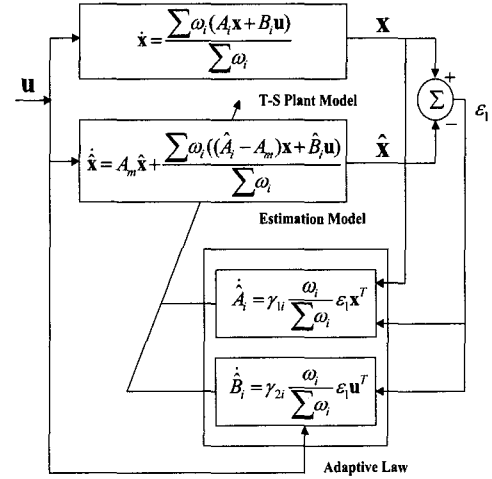 ẋ = ∑ωᵢ(Aᵢx + Bᵢu) / ∑ωᵢ
x
u
+
∑
−
ε₁
T-S Plant Model
x̂̇ = Aₘx̂ + ∑ωᵢ((Âᵢ − Aₘ)x + B̂ᵢu) / ∑ωᵢ
x̂
Estimation Model
Â̇ᵢ = γ₁ᵢ ωᵢ / ∑ωᵢ ε₁xᵀ
B̂̇ᵢ = γ₂ᵢ ωᵢ / ∑ωᵢ ε₁uᵀ
Adaptive Law